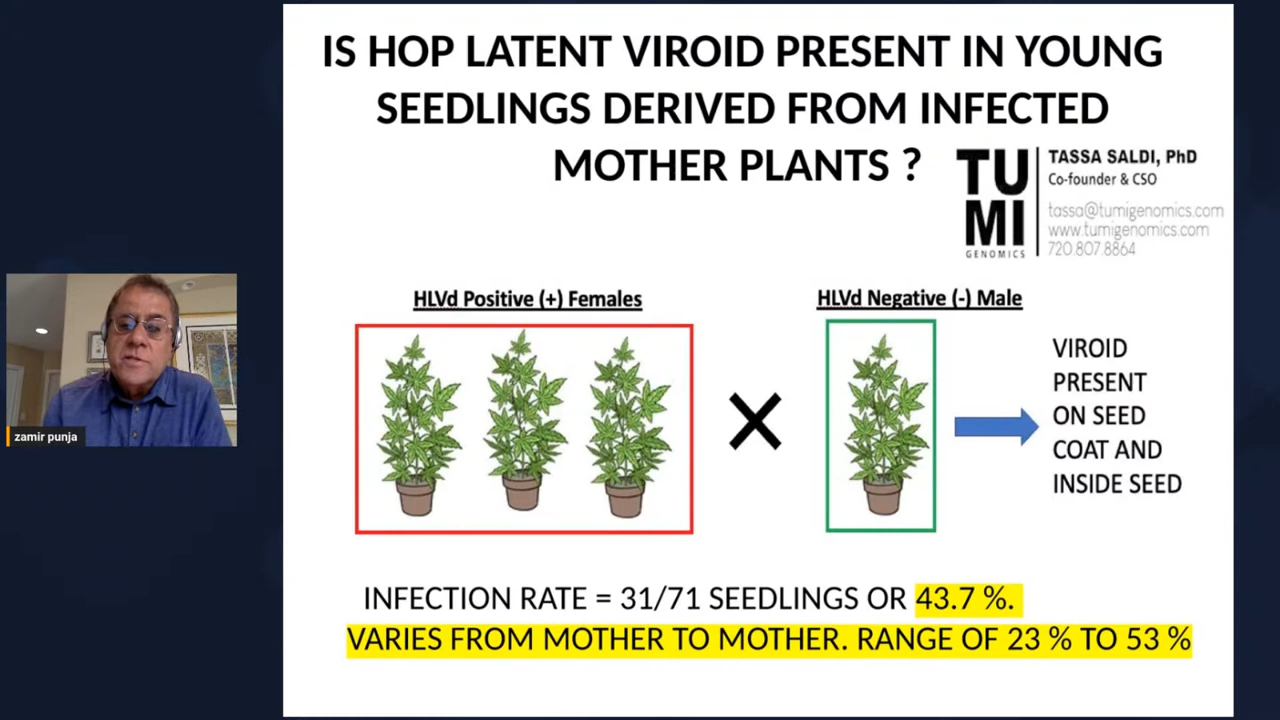 IS HOP LATENT VIROID PRESENT IN YOUNG
SEEDLINGS DERIVED FROM INFECTED
MOTHER PLANTS ?
TU
MI
GENOMICS
TASSA SALDI, PhD
Co-founder & CSO
tassa@tumigenomics.com
www.tumigenomics.com
720.807.8864
HLVd Positive (+) Females
HLVd Negative (-) Male
VIROID
PRESENT
ON SEED
COAT AND
INSIDE SEED
zamir punja
INFECTION RATE = 31/71 SEEDLINGS OR 43.7 %.
VARIES FROM MOTHER TO MOTHER. RANGE OF 23 % TO 53 %